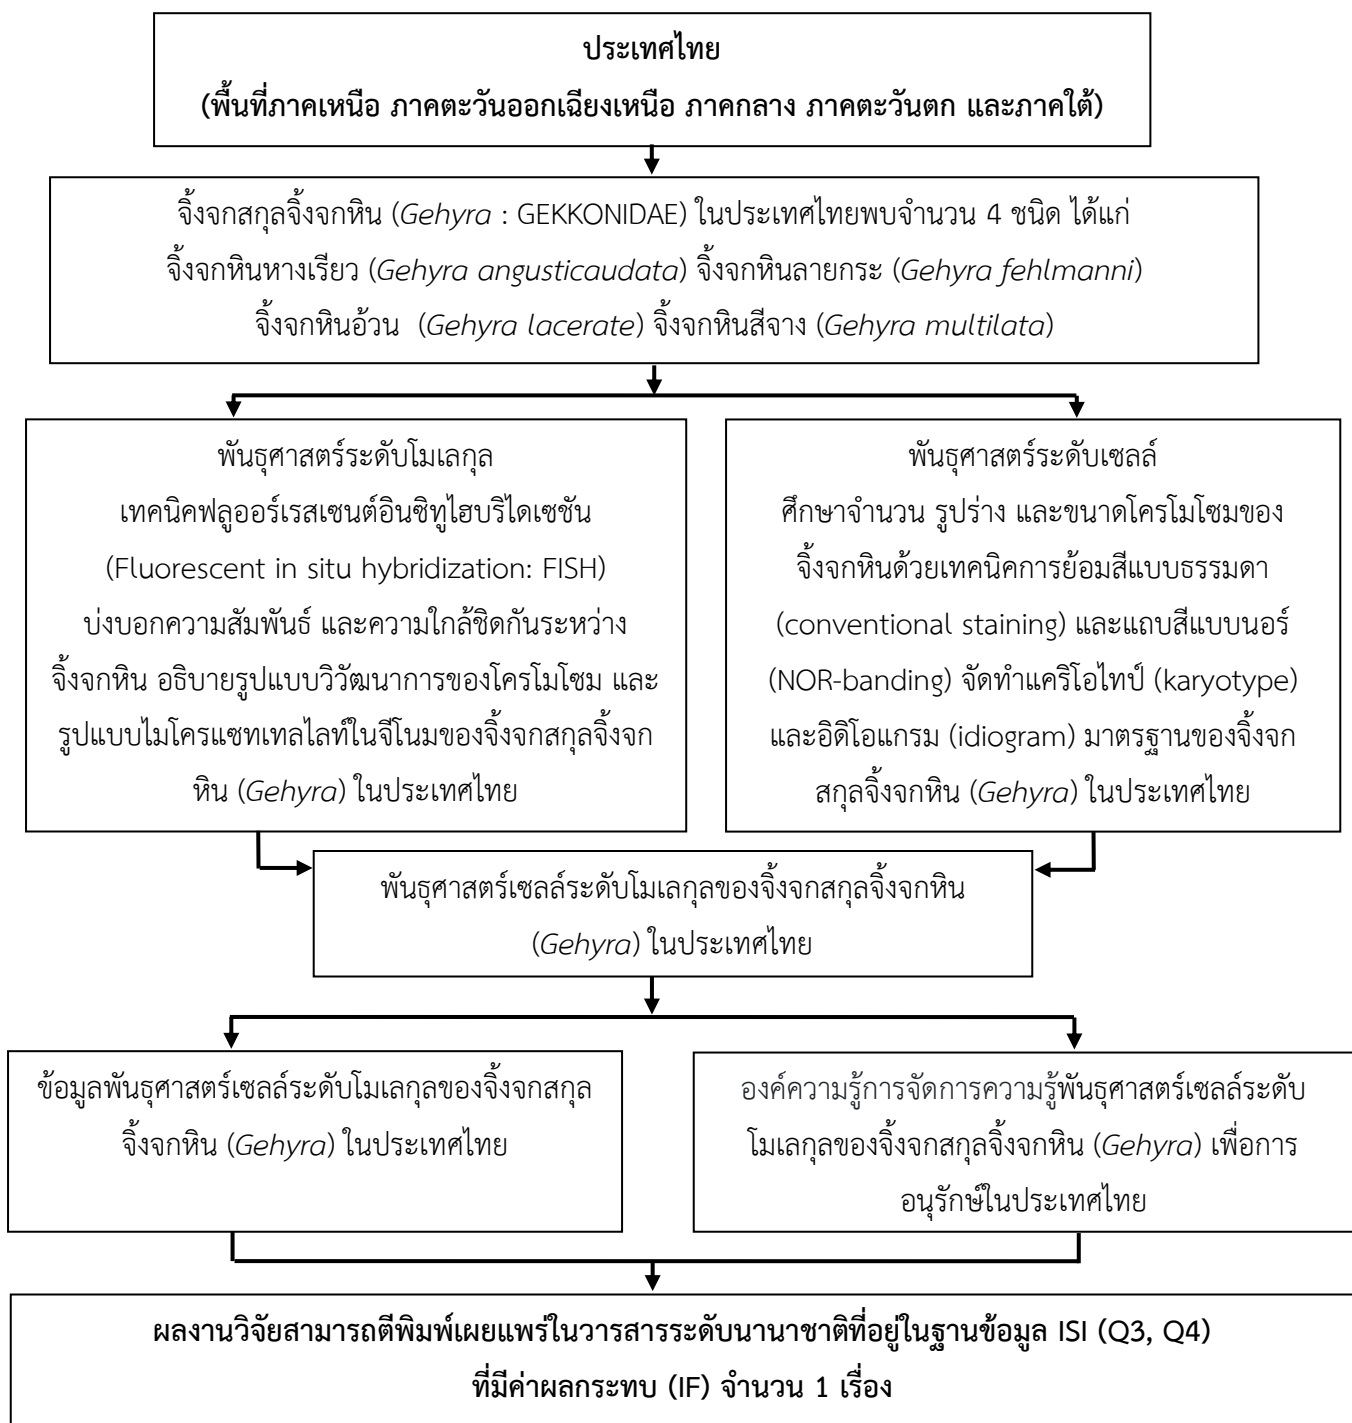 ประเทศไทย
(พื้นที่ภาคเหนือ ภาคตะวันออกเฉียงเหนือ ภาคกลาง ภาคตะวันตก และภาคใต้)
จิ้งจกสกุลจิ้งจกหิน (Gehyra : GEKKONIDAE) ในประเทศไทยพบจำนวน 4 ชนิด ได้แก่
จิ้งจกหินหางเรียว (Gehyra angusticaudata) จิ้งจกหินลายกระ (Gehyra fehlmanni)
จิ้งจกหินอ้วน (Gehyra lacerate) จิ้งจกหินสีจาง (Gehyra multilata)
พันธุศาสตร์ระดับโมเลกุล
เทคนิคฟลูออร์เรสเซนต์อินซิทูไฮบริไดเซชัน
(Fluorescent in situ hybridization: FISH)
บ่งบอกความสัมพันธ์ และความใกล้ชิดกันระหว่าง
จิ้งจกหิน อธิบายรูปแบบวิวัฒนาการของโครโมโซม และ
รูปแบบไมโครแซทเทลไลท์ในจีโนมของจิ้งจกสกุลจิ้งจก
หิน (Gehyra) ในประเทศไทย
พันธุศาสตร์ระดับเซลล์
ศึกษาจำนวน รูปร่าง และขนาดโครโมโซมของ
จิ้งจกหินด้วยเทคนิคการย้อมสีแบบธรรมดา
(conventional staining) และแถบสีแบบนอร์
(NOR-banding) จัดทำแคริโอไทป์ (karyotype)
และอิดิโอแกรม (idiogram) มาตรฐานของจิ้งจก
สกุลจิ้งจกหิน (Gehyra) ในประเทศไทย
พันธุศาสตร์เซลล์ระดับโมเลกุลของจิ้งจกสกุลจิ้งจกหิน
(Gehyra) ในประเทศไทย
ข้อมูลพันธุศาสตร์เซลล์ระดับโมเลกุลของจิ้งจกสกุล
จิ้งจกหิน (Gehyra) ในประเทศไทย
องค์ความรู้การจัดการความรู้พันธุศาสตร์เซลล์ระดับ
โมเลกุลของจิ้งจกสกุลจิ้งจกหิน (Gehyra) เพื่อการ
อนุรักษ์ในประเทศไทย
ผลงานวิจัยสามารถตีพิมพ์เผยแพร่ในวารสารระดับนานาชาติที่อยู่ในฐานข้อมูล ISI (Q3, Q4)
ที่มีค่าผลกระทบ (IF) จำนวน 1 เรื่อง